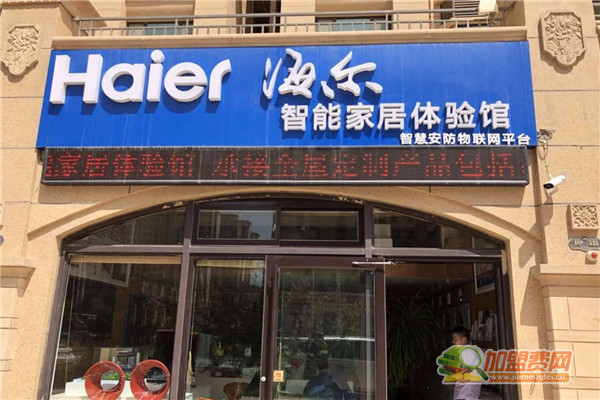 Haier 海尔
智能家居体验馆
智慧安防物联网平台
家居体验馆 承接全屋定制产品包括
加盟费网
www.jiamengfei.cn